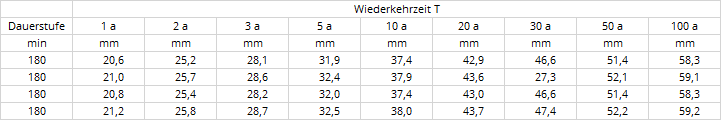 Wiederkehrzeit T
Dauerstufe 1 a 2 a 3 a 5 a 10 a 20 a 30 a 50 a 100 a
min mm mm mm mm mm mm mm mm mm
180 20,6 25,2 28,1 31,9 37,4 42,9 46,6 51,4 58,3
180 21,0 25,7 28,6 32,4 37,9 43,6 27,3 52,1 59,1
180 20,8 25,4 28,2 32,0 37,4 43,0 46,6 51,4 58,3
180 21,2 25,8 28,7 32,5 38,0 43,7 47,4 52,2 59,2